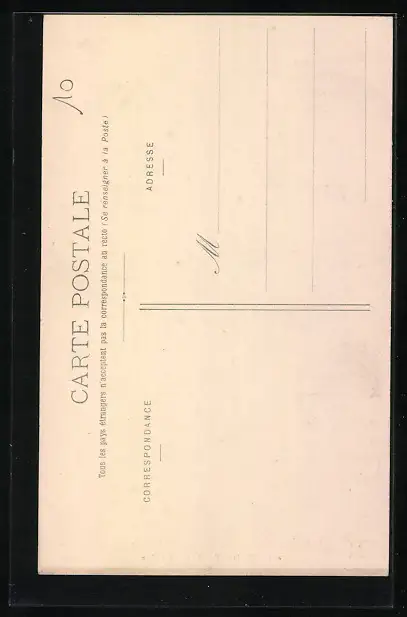 10
CARTE POSTALE
Tous les pays étrangers n'acceptent pas la correspondance au recto (Se renseigner à la Poste)
CORRESPONDANCE
ADRESSE
M